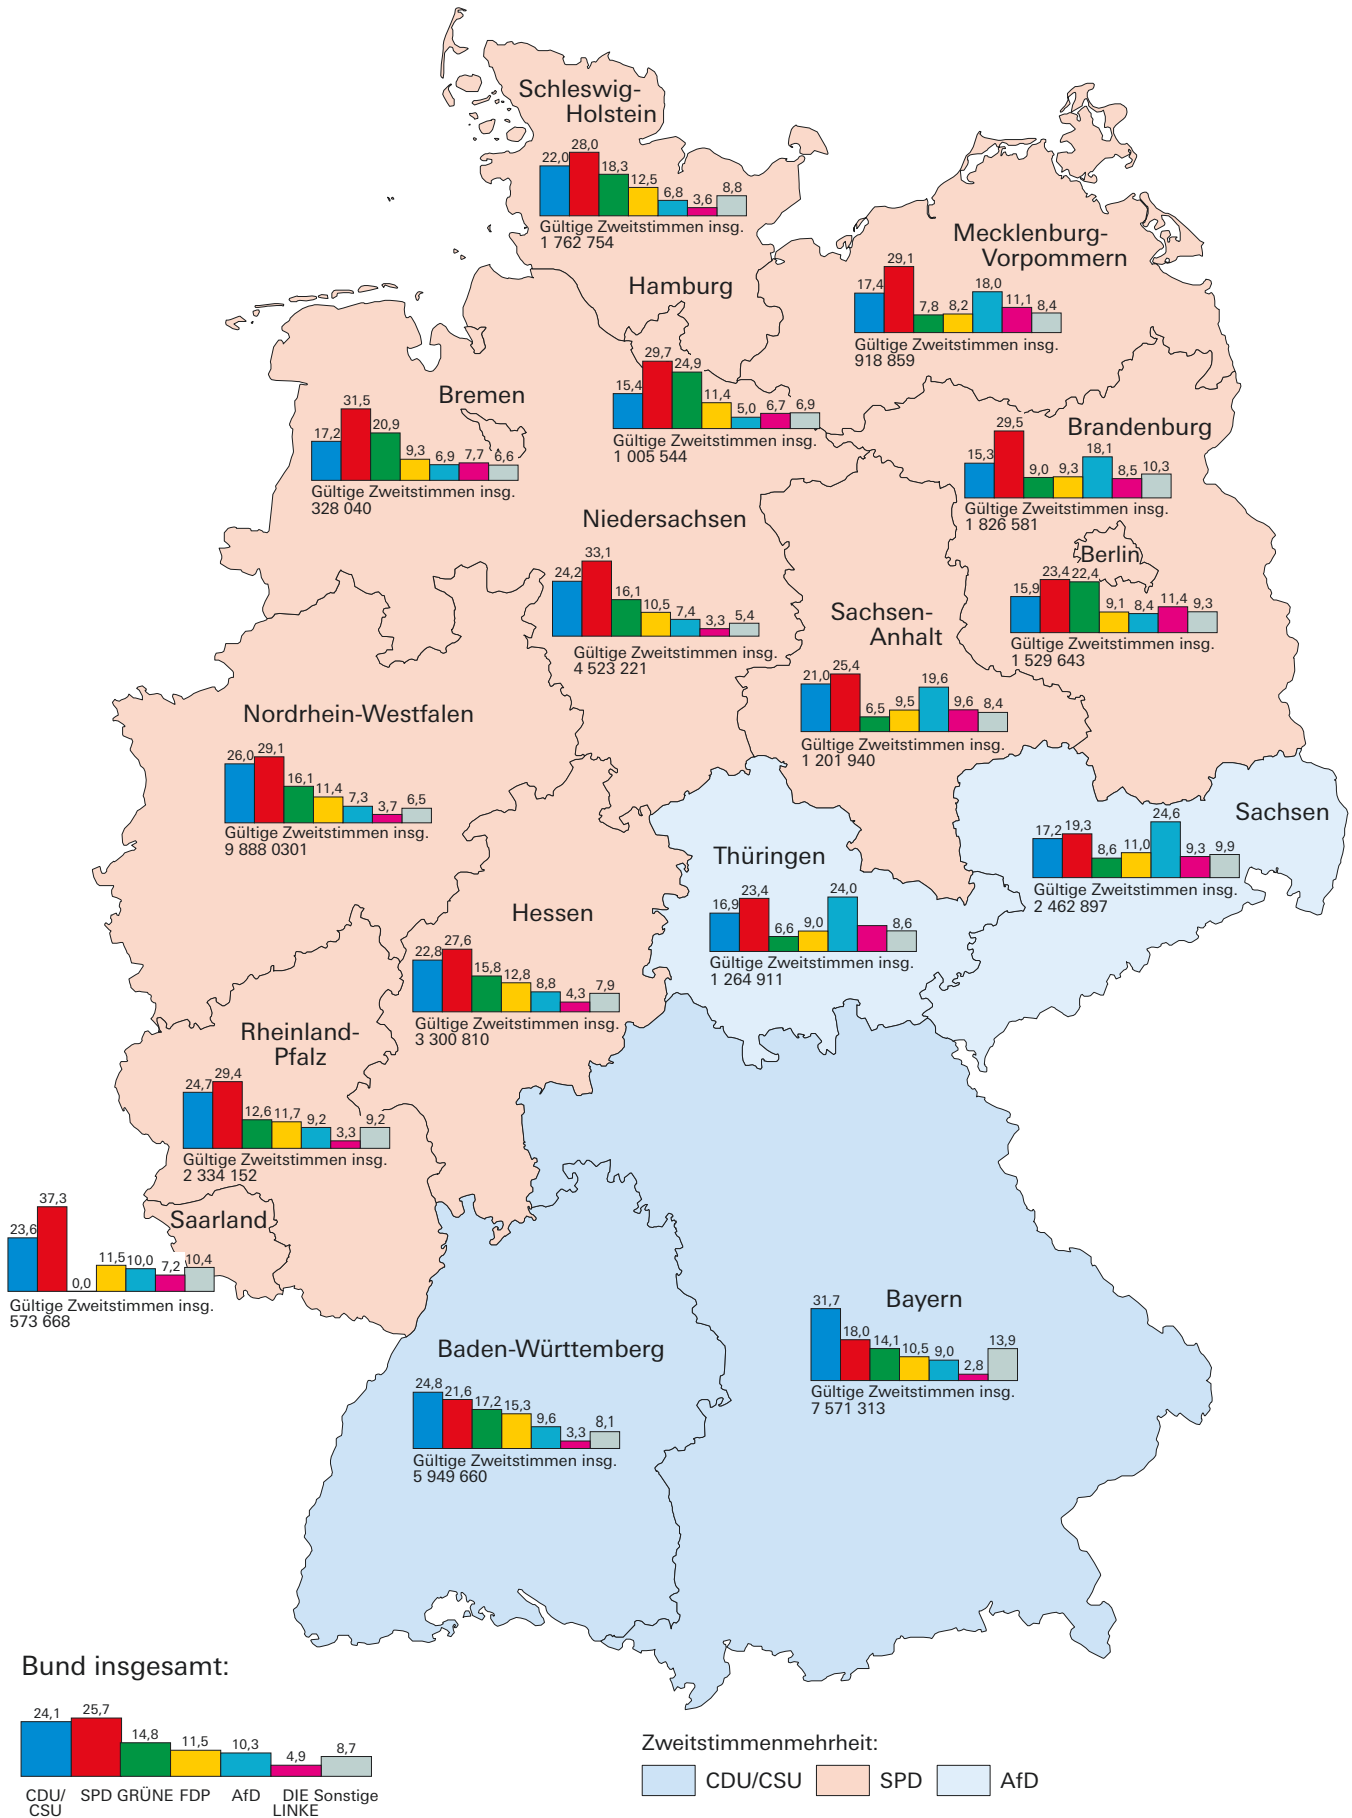 Schleswig-
Holstein
22,0 28,0 18,3 12,5 6,8 3,6 8,8
Gültige Zweitstimmen insg.
1 762 754
Mecklenburg-
Vorpommern
17,4 29,1 7,8 8,2 18,0 11,1 8,4
Gültige Zweitstimmen insg.
918 859
Hamburg
15,4 29,7 24,9 11,4 5,0 6,7 6,9
Gültige Zweitstimmen insg.
1 005 544
Bremen
17,2 31,5 20,9 9,3 6,9 7,7 6,6
Gültige Zweitstimmen insg.
328 040
Brandenburg
15,3 29,5 9,0 9,3 18,1 8,5 10,3
Gültige Zweitstimmen insg.
1 826 581
Niedersachsen
24,2 33,1 16,1 10,5 7,4 3,3 5,4
Gültige Zweitstimmen insg.
4 523 221
Berlin
15,9 23,4 22,4 9,1 8,4 11,4 9,3
Gültige Zweitstimmen insg.
1 529 643
Sachsen-
Anhalt
21,0 25,4 6,5 9,5 19,6 9,6 8,4
Gültige Zweitstimmen insg.
1 201 940
Nordrhein-Westfalen
26,0 29,1 16,1 11,4 7,3 3,7 6,5
Gültige Zweitstimmen insg.
9 888 0301
Sachsen
17,2 19,3 8,6 11,0 24,6 9,3 9,9
Gültige Zweitstimmen insg.
2 462 897
Thüringen
16,9 23,4 6,6 9,0 24,0 8,6
Gültige Zweitstimmen insg.
1 264 911
Hessen
22,8 27,6 15,8 12,8 8,8 4,3 7,9
Gültige Zweitstimmen insg.
3 300 810
Rheinland-
Pfalz
24,7 29,4 12,6 11,7 9,2 3,3 9,2
Gültige Zweitstimmen insg.
2 334 152
Saarland
23,6 37,3 0,0 11,5 10,0 7,2 10,4
Gültige Zweitstimmen insg.
573 668
Bayern
31,7 18,0 14,1 10,5 9,0 2,8 13,9
Gültige Zweitstimmen insg.
7 571 313
Baden-Württemberg
24,8 21,6 17,2 15,3 9,6 3,3 8,1
Gültige Zweitstimmen insg.
5 949 660
Bund insgesamt:
24,1 25,7 14,8 11,5 10,3 4,9 8,7
CDU/ SPD GRÜNE FDP AfD DIE Sonstige
CSU LINKE
Zweitstimmenmehrheit:
CDU/CSU SPD AfD